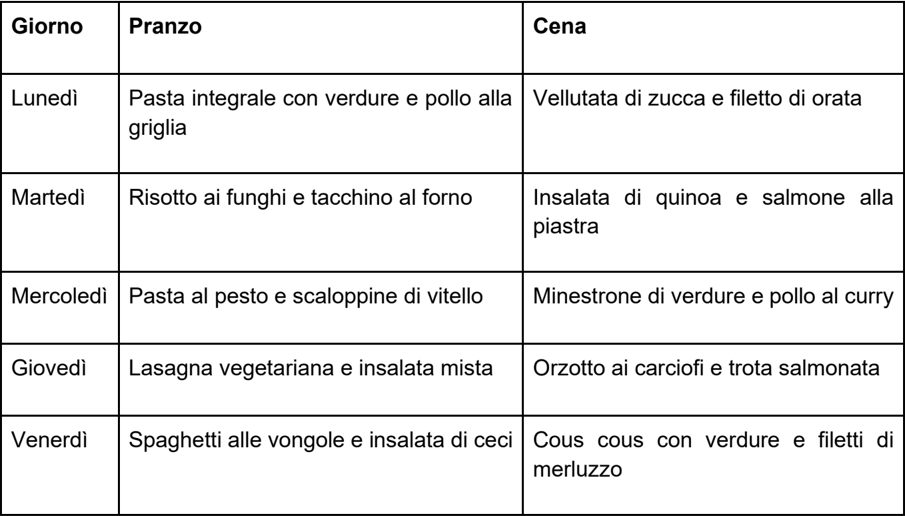 Giorno Pranzo Cena
Lunedì Pasta integrale con verdure e pollo alla griglia Vellutata di zucca e filetto di orata
Martedì Risotto ai funghi e tacchino al forno Insalata di quinoa e salmone alla piastra
Mercoledì Pasta al pesto e scaloppine di vitello Minestrone di verdure e pollo al curry
Giovedì Lasagna vegetariana e insalata mista Orzotto ai carciofi e trota salmonata
Venerdì Spaghetti alle vongole e insalata di ceci Cous cous con verdure e filetti di merluzzo